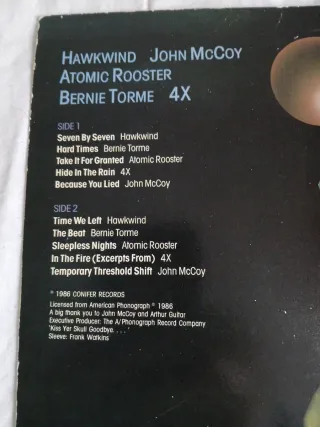 HAWKWIND JOHN MCCOY
ATOMIC ROOSTER
BERNIE TORME 4X
SIDE 1
Seven By Seven Hawkwind
Hard Times Bernie Torme
Take It For Granted Atomic Rooster
Hide In The Rain 4X
Because You Lied John McCoy
SIDE 2
Time We Left Hawkwind
The Beat Bernie Torme
Sleepless Nights Atomic Rooster
In The Fire (Excerpts From) 4X
Temporary Threshold Shift John McCoy
℗ 1986 CONIFER RECORDS
Licensed from American Phonograph ℗ 1986
A big thank you to John McCoy and Arthur Guitar
Executive Producer: The A/Phonograph Record Company
'Kiss Yer Skull Goodbye. . . .'
Sleeve: Frank Watkins